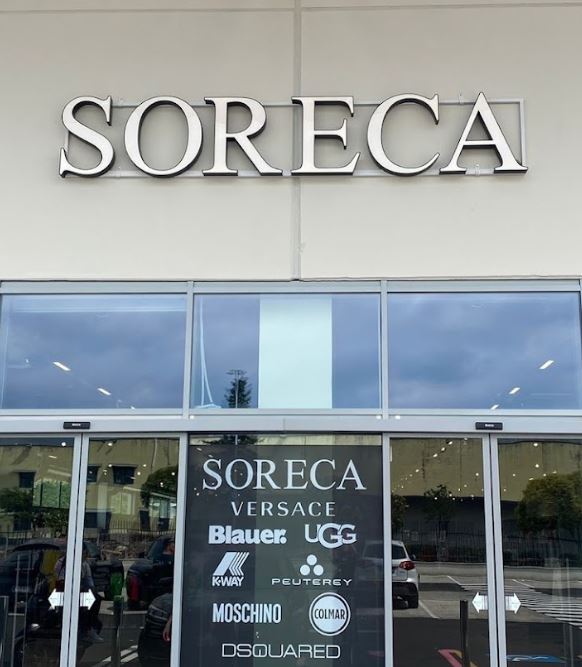 SORECA
SORECA
VERSACE
Blauer. UGG
K-WAY PEUTEREY
MOSCHINO COLMAR
DSQUARED